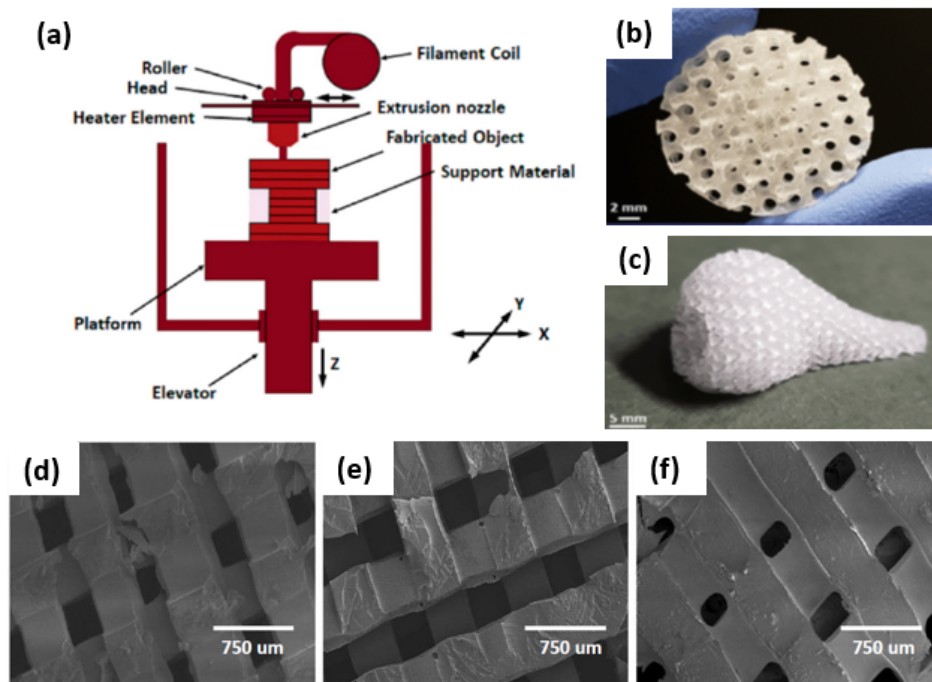 (a)
Filament Coil
Roller
Head
Heater Element
Extrusion nozzle
Fabricated Object
Support Material
Platform
Elevator
Z
Y
X
(b)
2 mm
(c)
5 mm
(d)
750 um
(e)
750 um
(f)
750 um